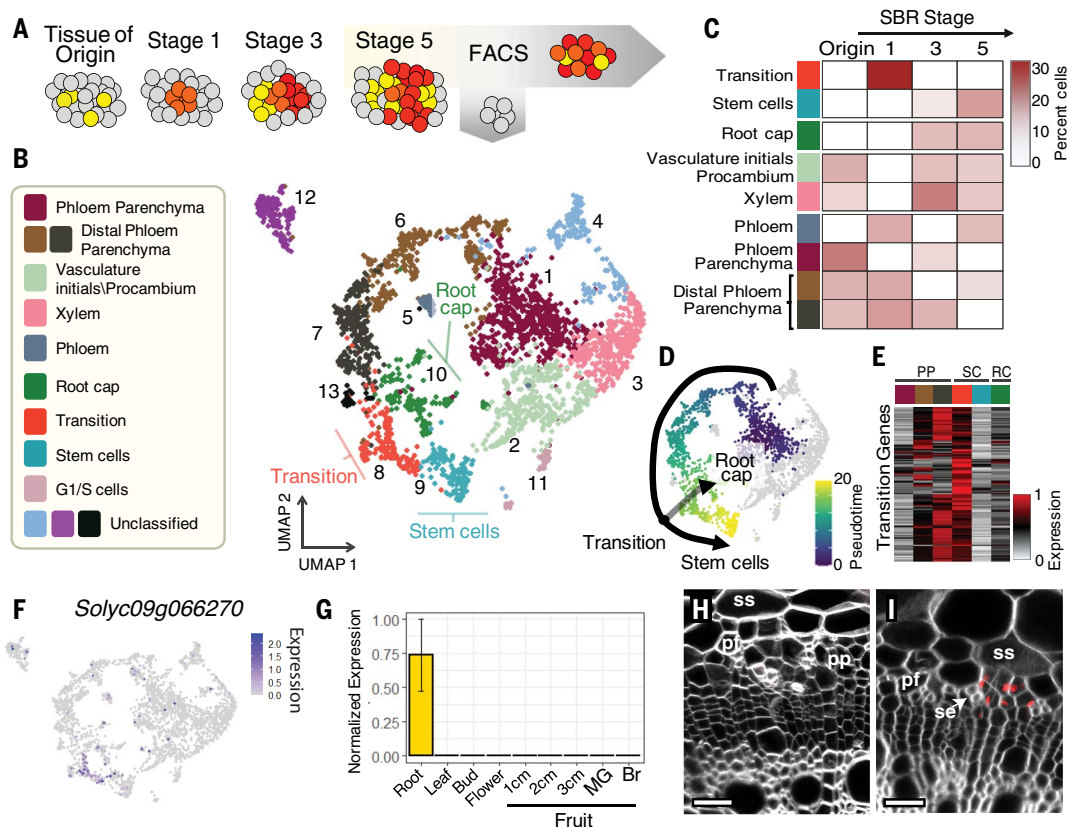 A
Tissue of
Origin
Stage 1
Stage 3
Stage 5
FACS
B
Phloem Parenchyma
Distal Phloem
Parenchyma
Vasculature
initials\Procambium
Xylem
Phloem
Root cap
Transition
Stem cells
G1/S cells
Unclassified
12
6
4
1
Root
cap
5
7
10
3
13
2
11
Transition
8
9
Stem cells
UMAP 2
UMAP 1
C
SBR Stage
Origin 1 3 5
Transition
Stem cells
Root cap
Vasculature initials
Procambium
Xylem
Phloem
Phloem
Parenchyma
Distal Phloem
Parenchyma
30
20
10
0
Percent cells
D
Root
cap
Transition
Stem cells
20
0
Pseudotime
E
PP SC RC
Transition Genes
1
0
Expression
F
Solyc09g066270
2.0
1.5
1.0
0.5
0.0
Expression
G
Normalized Expression
1.00
0.75
0.50
0.25
0.00
Root
Leaf
Bud
Flower
1cm
2cm
3cm
MG
Br
Fruit
H
ss
pf
pp
I
ss
pf
se